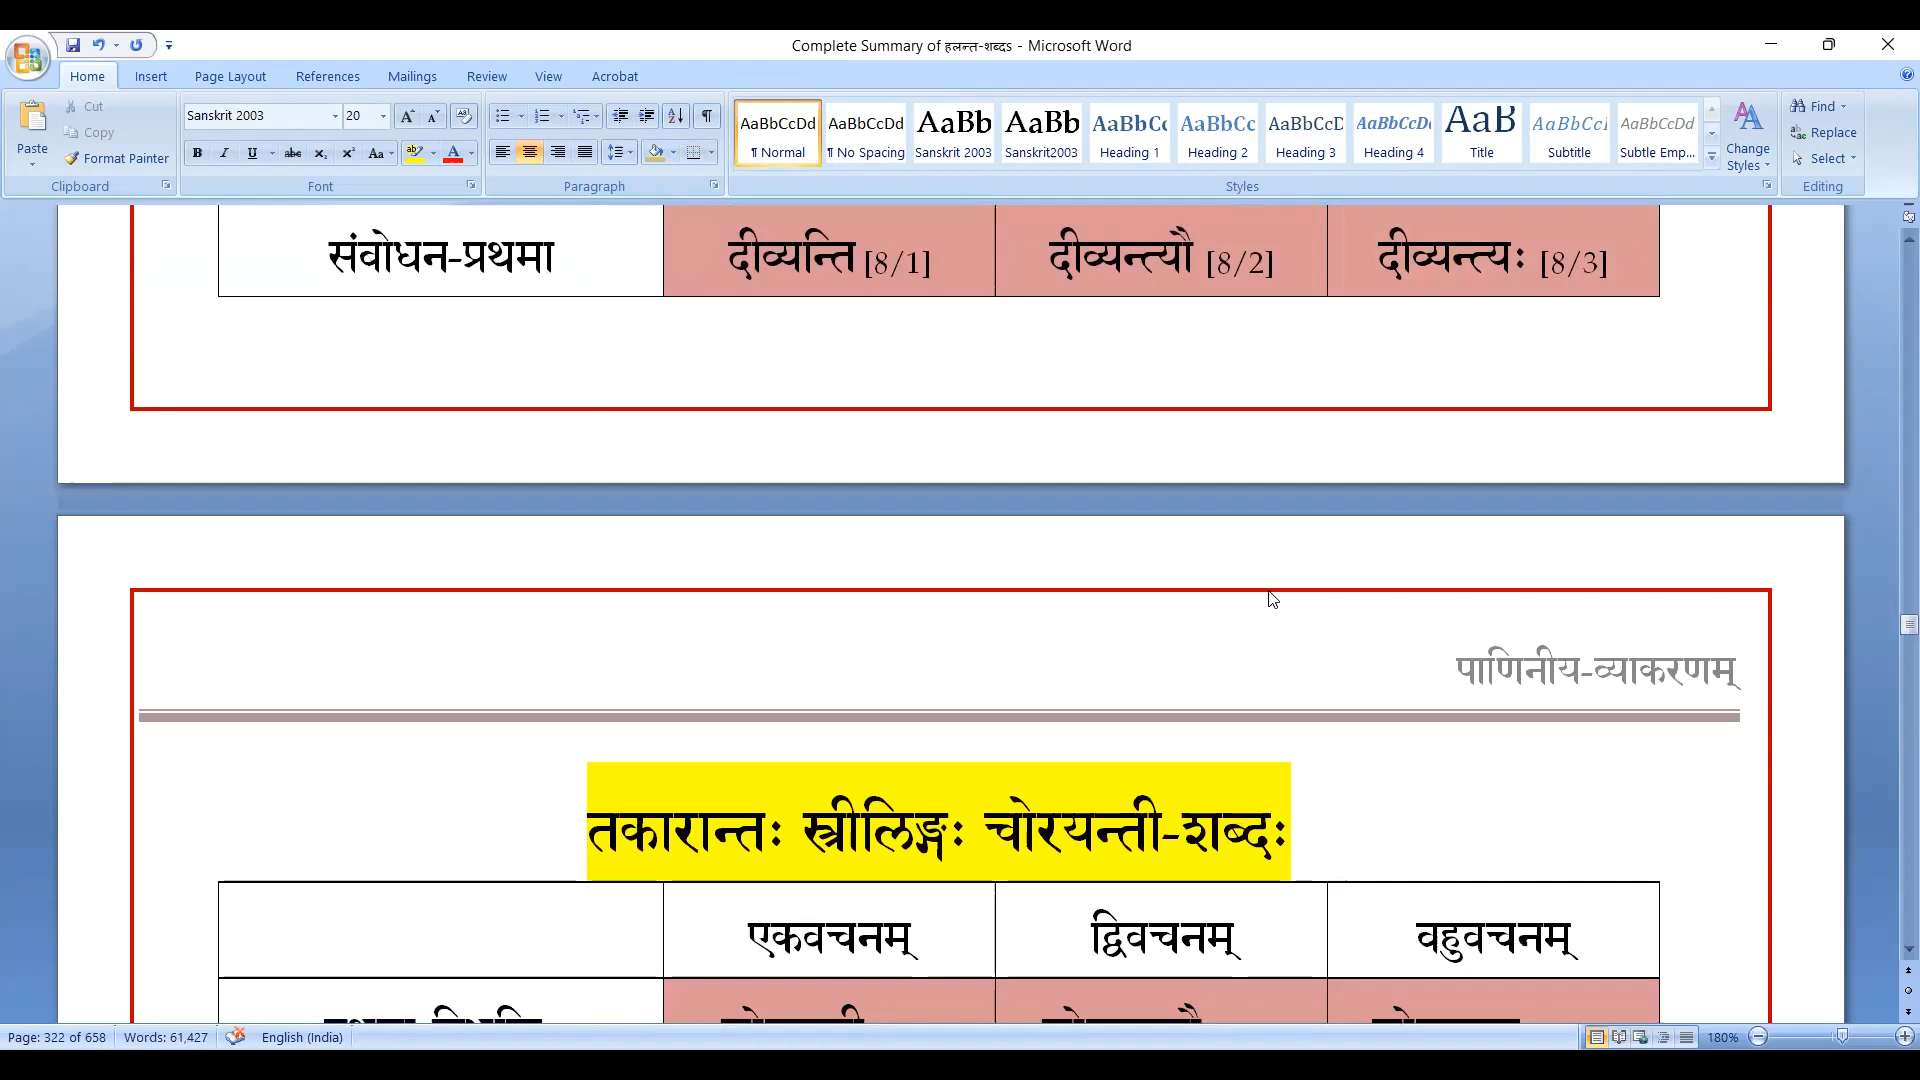 Complete Summary of हलन्त-शब्दs - Microsoft Word
Home Insert Page Layout References Mailings Review View Acrobat
Paste Cut Copy Format Painter
Clipboard
Sanskrit 2003 20
Font
Paragraph
AaBbCcDd AaBbCcDd AaBb AaBb AaBbCc AaBbCc AaBbCcD AaBbCcDc AaB AaBbCcl AaBbCcDd
¶ Normal ¶ No Spacing Sanskrit 2003 Sanskrit2003 Heading 1 Heading 2 Heading 3 Heading 4 Title Subtitle Subtle Emp...
Change Styles
Styles
Find Replace Select
Editing
संबोधन-प्रथमा दीव्यन्ति [8/1] दीव्यन्त्यौ [8/2] दीव्यन्त्यः [8/3]
पाणिनीय-व्याकरणम्
तकारान्तः स्त्रीलिङ्गः चोरयन्ती-शब्दः
एकवचनम् द्विवचनम् वहुवचनम्
Page: 322 of 658 Words: 61,427 English (India) 180%